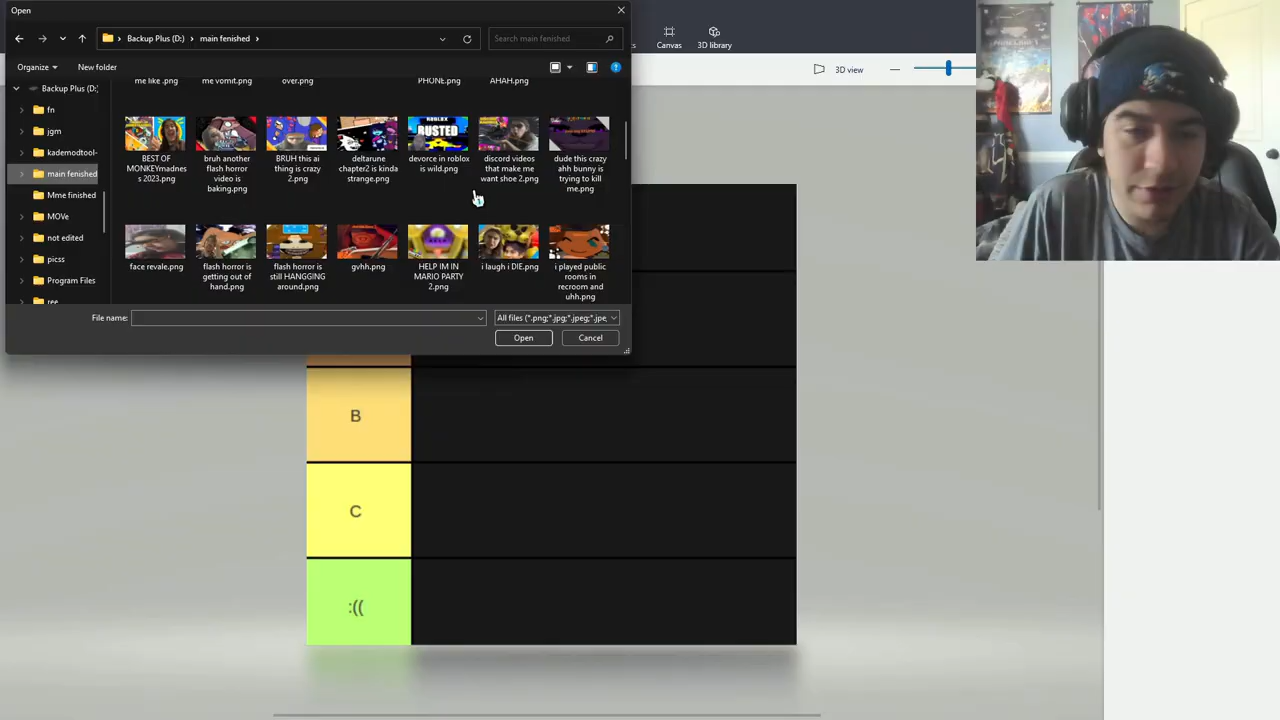 Open
Backup Plus (D:) > main fenished >
Search main fenished
Organize
New folder
Canvas
3D library
3D view
me like .png
me vomit.png
over.png
PHONE.png
AHAH.png
Backup Plus (D:
fn
jgm
kademodtool-
main fenished
Mme finished
MOVe
not edited
picss
Program Files
ree
BEST OF
MONKEYmadnes
s 2023.png
bruh another
flash horror
video is
baking.png
BRUH this ai
thing is crazy
2.png
deltarune
chapter2 is kinda
strange.png
devorce in roblox
is wild.png
discord videos
that make me
want shoe 2.png
dude this crazy
ahh bunny is
trying to kill
me.png
ROBLOX
BUSTED
face revale.png
flash horror is
getting out of
hand.png
flash horror is
still HANGGING
around.png
gvhh.png
HELP IM IN
MARIO PARTY
2.png
i laugh i DIE.png
i played public
rooms in
recroom and
uhh.png
File name:
All files (*.png;*.jpg;*.jpeg;*.jpe,
Open
Cancel
B
C
:((